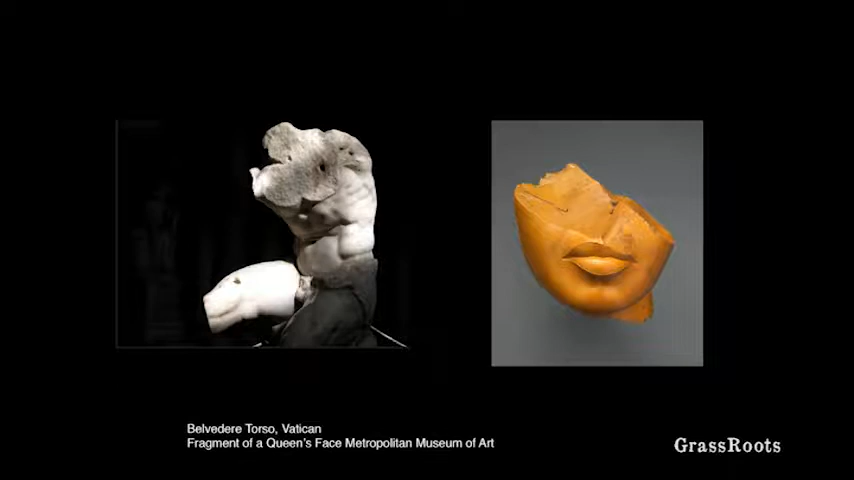 Belvedere Torso, Vatican
Fragment of a Queen's Face Metropolitan Museum of Art
GrassRoots